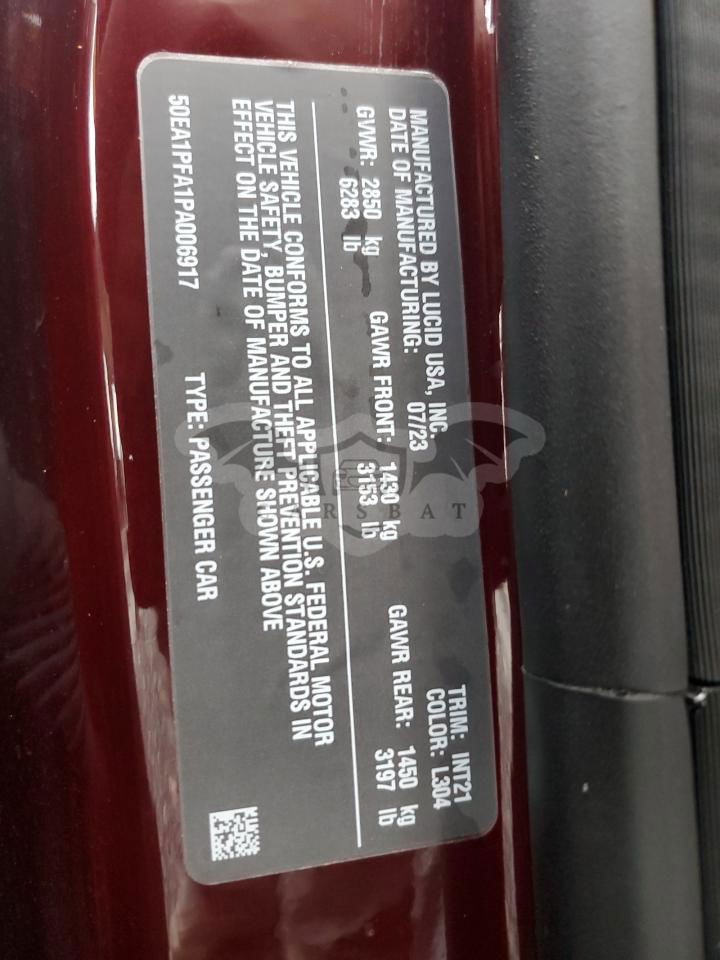 MANUFACTURED BY LUCID USA, INC. TRIM: INT21
DATE OF MANUFACTURING: 07/23 COLOR: L304
GVWR: 2850 kg GAWR FRONT: 1430 kg GAWR REAR: 1450 kg
6283 lb 3153 lb 3197 lb
THIS VEHICLE CONFORMS TO ALL APPLICABLE U.S. FEDERAL MOTOR
VEHICLE SAFETY, BUMPER AND THEFT PREVENTION STANDARDS IN
EFFECT ON THE DATE OF MANUFACTURE SHOWN ABOVE
50EA1PFA1PA006917 TYPE: PASSENGER CAR
CARSBAT